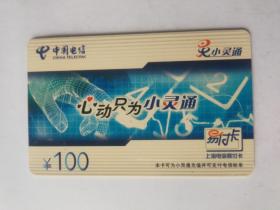 中国电信
CHINA TELECOM
小灵通
心动只为小灵通
易付卡
上海电信易付卡
¥100
本卡可为小灵通充值并可支付电信帐单